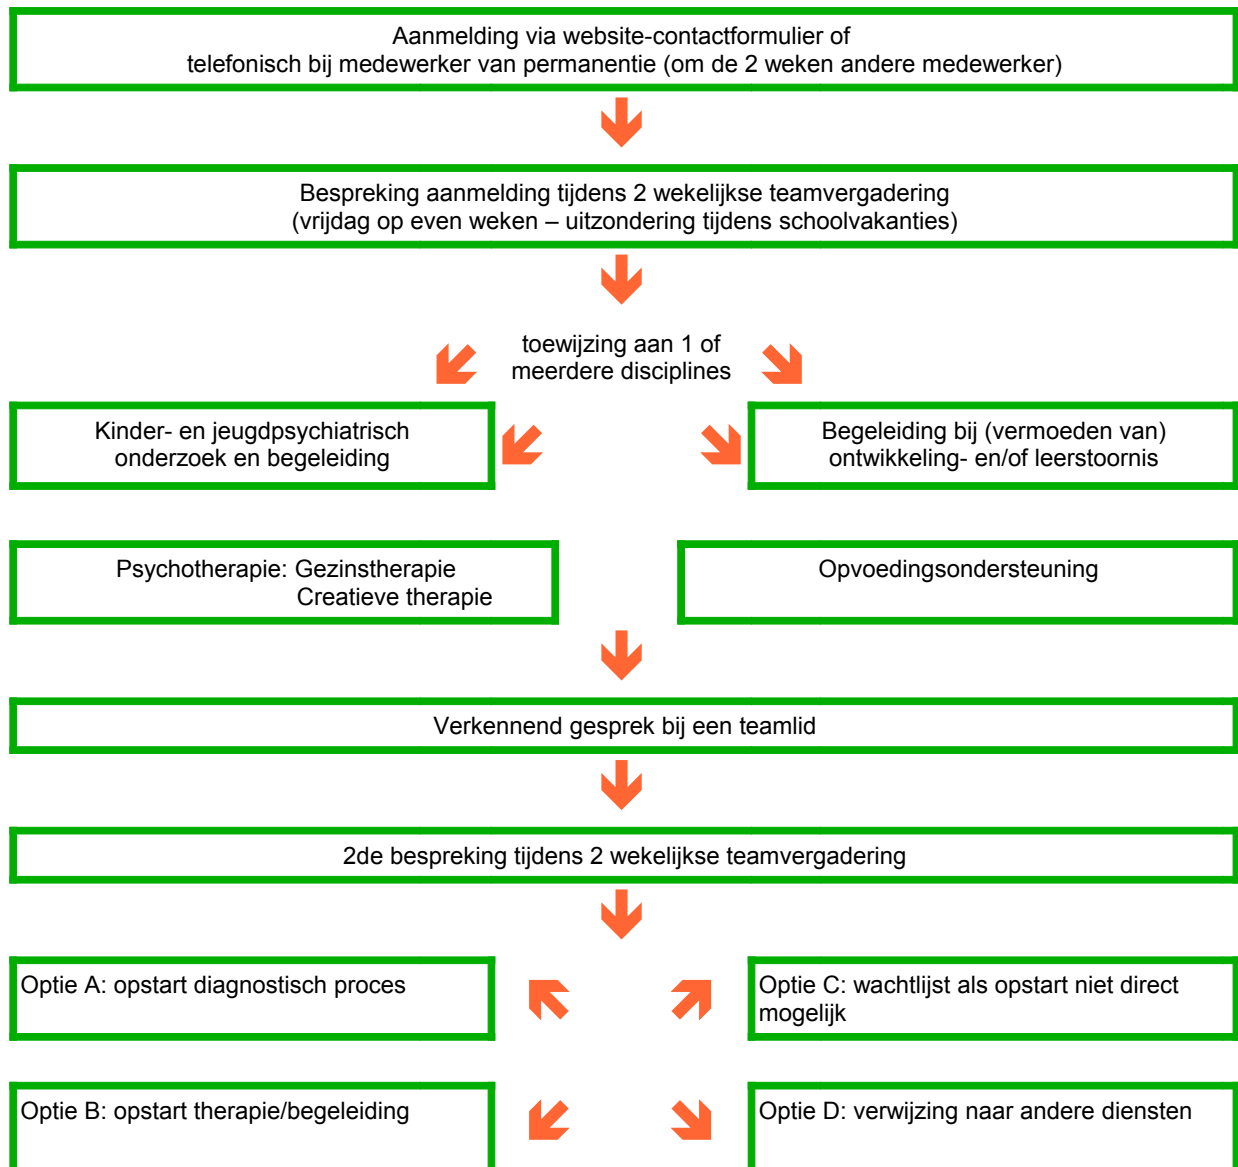 Aanmelding via website-contactformulier of
telefonisch bij medewerker van permanentie (om de 2 weken andere medewerker)
Bespreking aanmelding tijdens 2 wekelijkse teamvergadering
(vrijdag op even weken – uitzondering tijdens schoolvakanties)
toewijzing aan 1 of
meerdere disciplines
Kinder- en jeugdpsychiatrisch
onderzoek en begeleiding
Begeleiding bij (vermoeden van)
ontwikkeling- en/of leerstoornis
Psychotherapie: Gezinstherapie
Creatieve therapie
Opvoedingsondersteuning
Verkennend gesprek bij een teamlid
2de bespreking tijdens 2 wekelijkse teamvergadering
Optie A: opstart diagnostisch proces
Optie C: wachtlijst als opstart niet direct
mogelijk
Optie B: opstart therapie/begeleiding
Optie D: verwijzing naar andere diensten